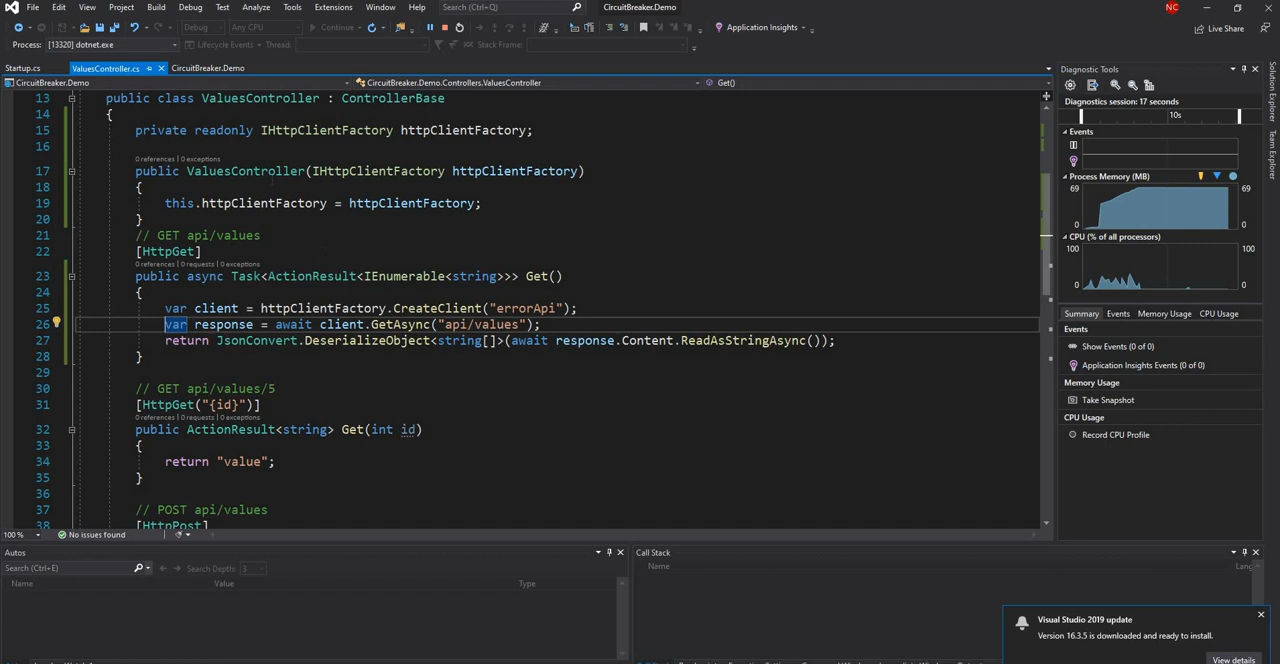 File Edit View Project Build Debug Team Test Analyze Tools Extensions Window Help Search (Ctrl+Q) CircuitBreaker.Demo NC
Debug Any CPU Continue Application Insights Live Share
Process: [13320] dotnet.exe Lifecycle Events Thread: Stack Frame:
Startup.cs ValuesController.cs CircuitBreaker.Demo
CircuitBreaker.Demo CircuitBreaker.Demo.Controllers.ValuesController Get()
13 public class ValuesController : ControllerBase
14 {
15 private readonly IHttpClientFactory httpClientFactory;
16
0 references | 0 exceptions
17 public ValuesController(IHttpClientFactory httpClientFactory)
18 {
19 this.httpClientFactory = httpClientFactory;
20 }
21 // GET api/values
22 [HttpGet]
0 references | 0 requests | 0 exceptions
23 public async Task<ActionResult<IEnumerable<string>>> Get()
24 {
25 var client = httpClientFactory.CreateClient("errorApi");
26 var response = await client.GetAsync("api/values");
27 return JsonConvert.DeserializeObject<string[]>(await response.Content.ReadAsStringAsync());
28 }
29
30 // GET api/values/5
31 [HttpGet("{id}")]
0 references | 0 requests | 0 exceptions
32 public ActionResult<string> Get(int id)
33 {
34 return "value";
35 }
36
37 // POST api/values
38 [HttpPost]
100 % No issues found
Diagnostic Tools
Diagnostics session: 17 seconds
10s
Events
Process Memory (MB)
69 69
0 0
CPU (% of all processors)
100 100
0 0
Summary Events Memory Usage CPU Usage
Events
Show Events (0 of 0)
Application Insights Events (0 of 0)
Memory Usage
Take Snapshot
CPU Usage
Record CPU Profile
Solution Explorer
Team Explorer
Autos
Search (Ctrl+E) Search Depth: 3
Name Value Type
Call Stack
Name Lang
Visual Studio 2019 update
Version 16.3.5 is downloaded and ready to install.
View details